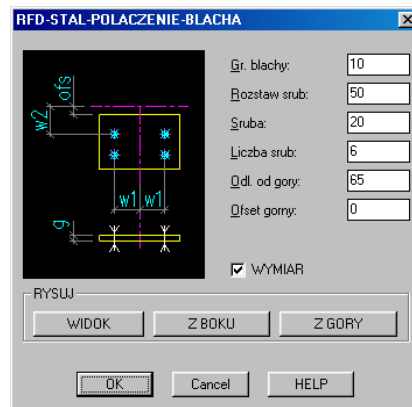 RFD-STAL-POLACZENIE-BLACHA
ofs
w2
w1 w1
g
Gr. blachy: 10
Rozstaw srub: 50
Sruba: 20
Liczba srub: 6
Odl. od gory: 65
Ofset gorny: 0
WYMIAR
RYSUJ
WIDOK Z BOKU Z GORY
OK Cancel HELP